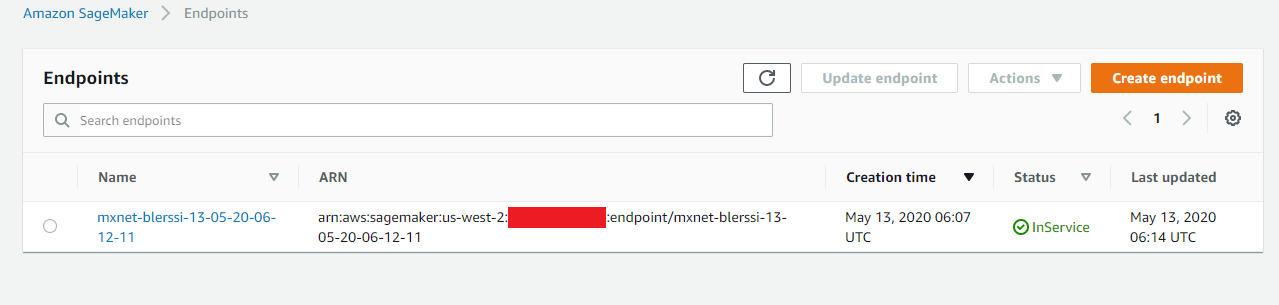 Amazon SageMaker > Endpoints
Endpoints
Update endpoint
Actions
Create endpoint
Search endpoints
1
Name
ARN
Creation time
Status
Last updated
mxnet-blerssi-13-05-20-06-
12-11
arn:aws:sagemaker:us-west-2:
:endpoint/mxnet-blerssi-13-
05-20-06-12-11
May 13, 2020 06:07
UTC
InService
May 13, 2020
06:14 UTC